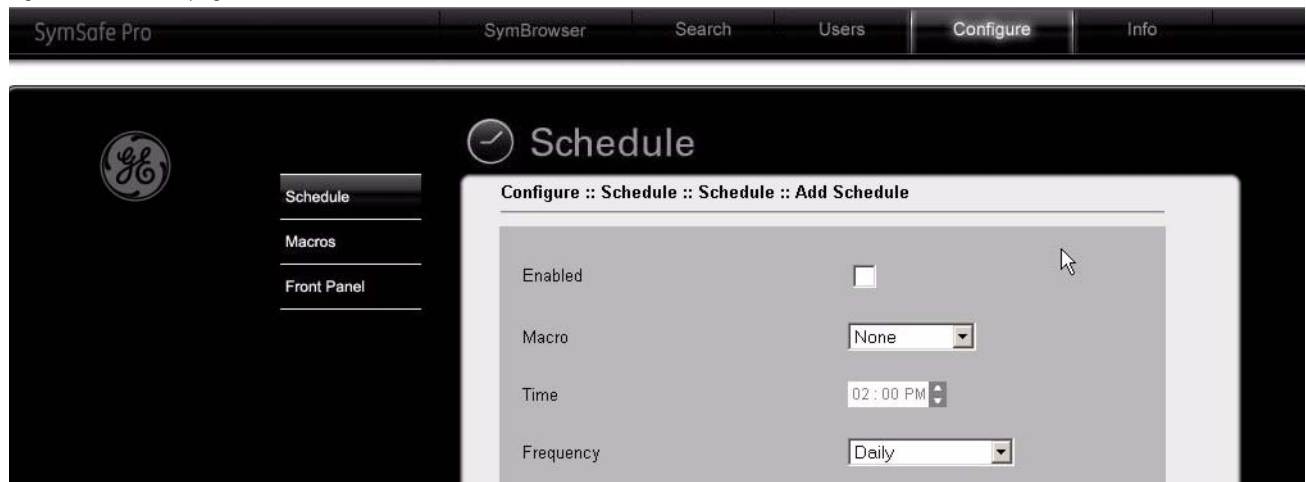 SymSafe Pro SymBrowser Search Users Configure Info
GE
Schedule
Schedule
Macros
Front Panel
Configure :: Schedule :: Schedule :: Add Schedule
Enabled
Macro None
Time 02 : 00 PM
Frequency Daily